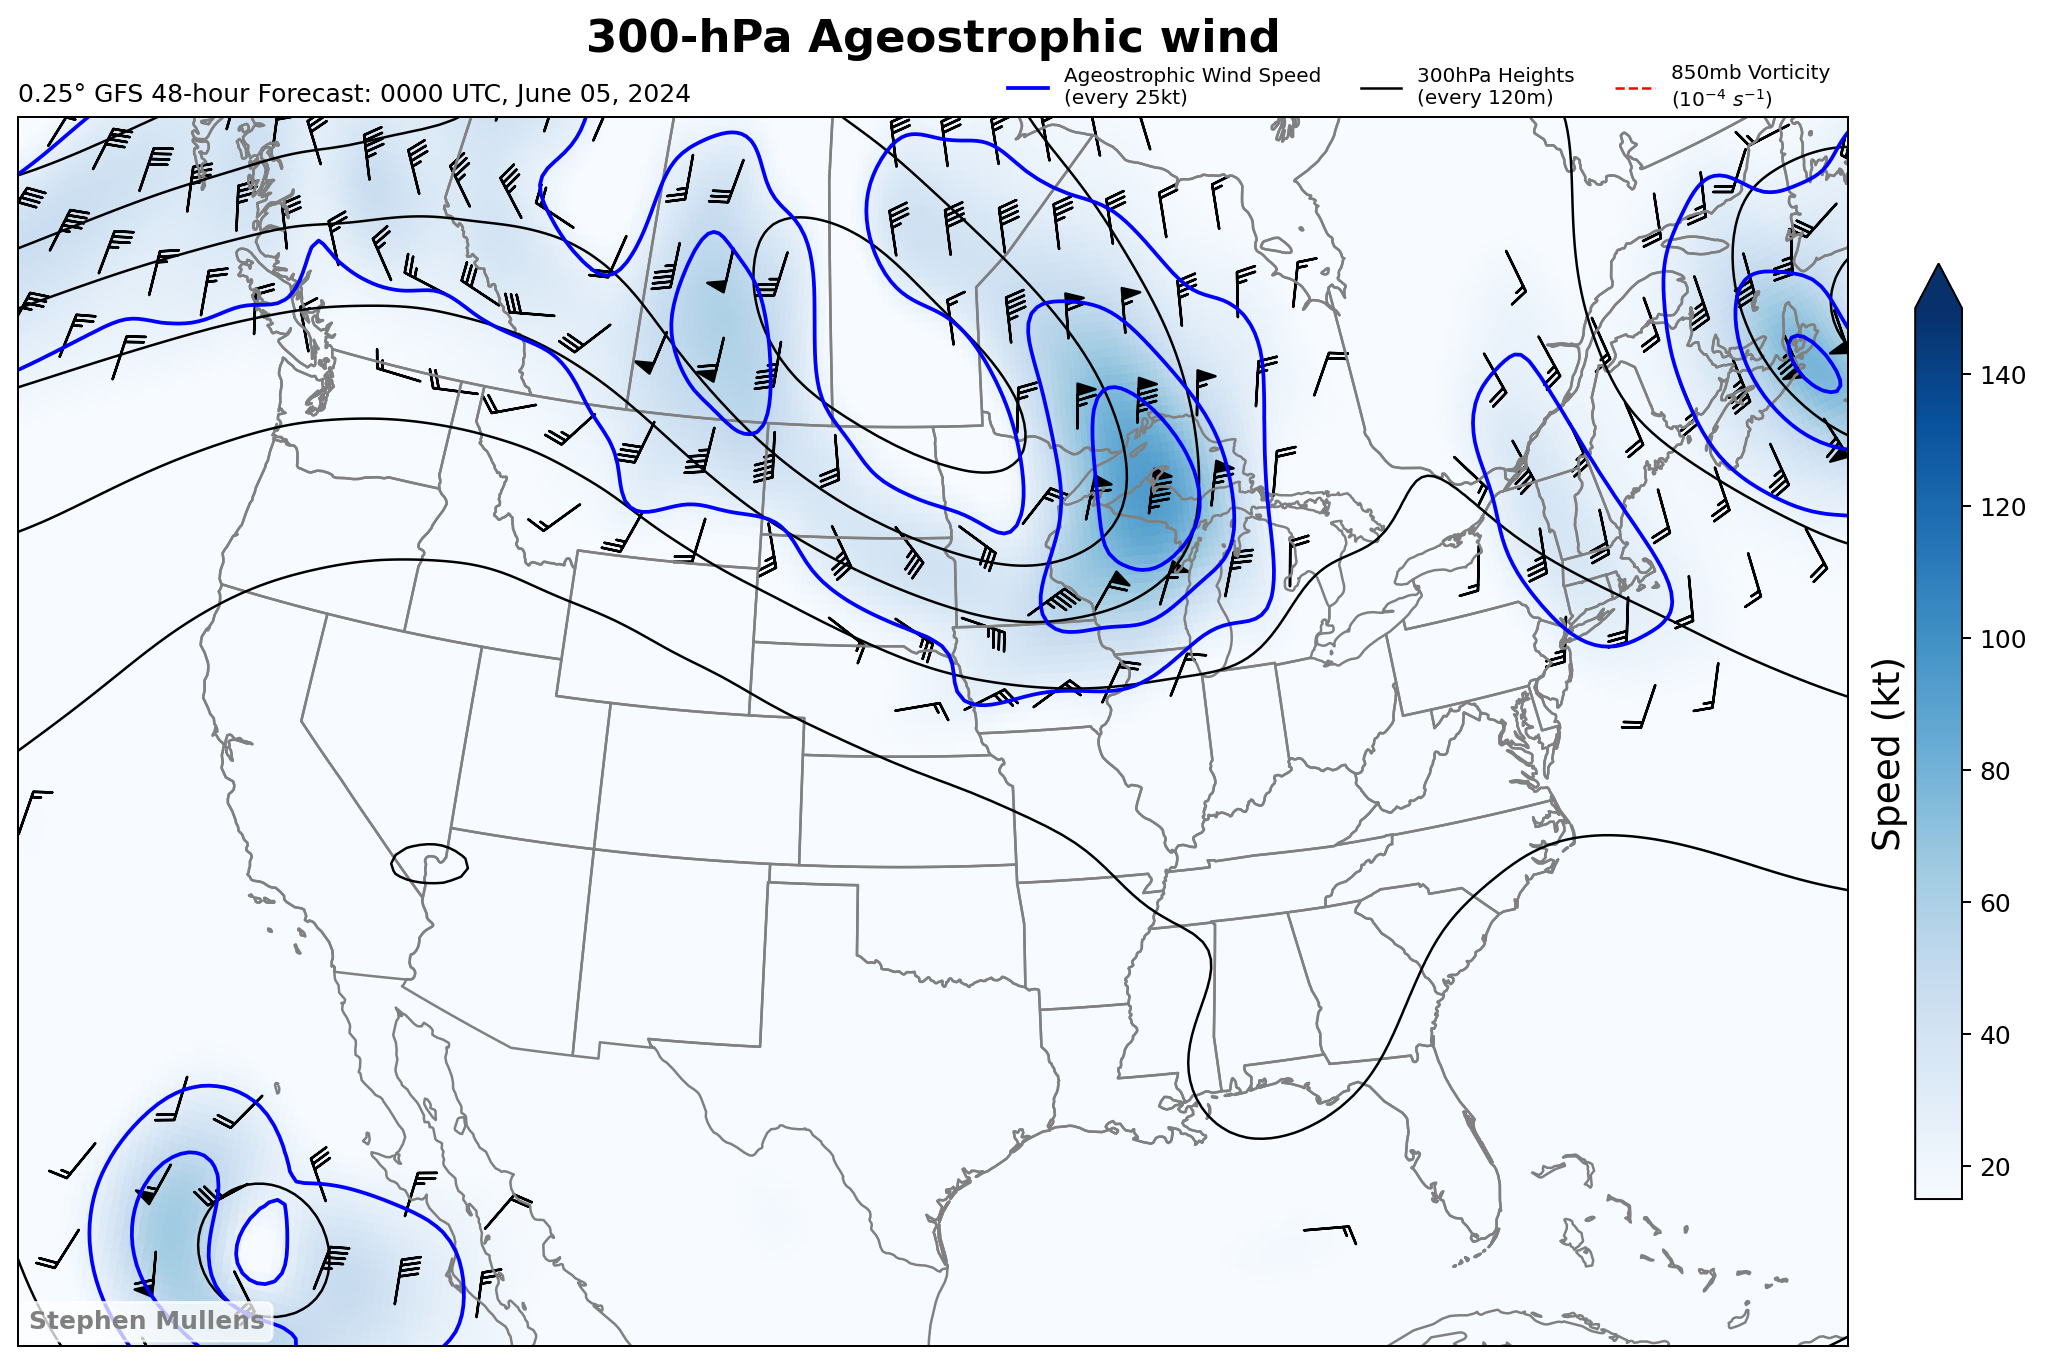 300-hPa Ageostrophic wind
0.25° GFS 48-hour Forecast: 0000 UTC, June 05, 2024
Ageostrophic Wind Speed
(every 25kt)
300hPa Heights
(every 120m)
850mb Vorticity
(10⁻⁴ s⁻¹)
140
120
100
80
60
40
20
Speed (kt)
Stephen Mullens